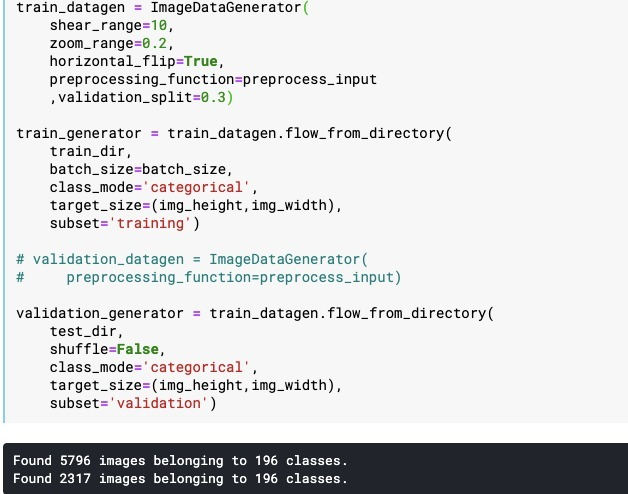 train_datagen = ImageDataGenerator(
    shear_range=10,
    zoom_range=0.2,
    horizontal_flip=True,
    preprocessing_function=preprocess_input
    ,validation_split=0.3)

train_generator = train_datagen.flow_from_directory(
    train_dir,
    batch_size=batch_size,
    class_mode='categorical',
    target_size=(img_height,img_width),
    subset='training')

# validation_datagen = ImageDataGenerator(
#     preprocessing_function=preprocess_input)

validation_generator = train_datagen.flow_from_directory(
    test_dir,
    shuffle=False,
    class_mode='categorical',
    target_size=(img_height,img_width),
    subset='validation')

Found 5796 images belonging to 196 classes.
Found 2317 images belonging to 196 classes.